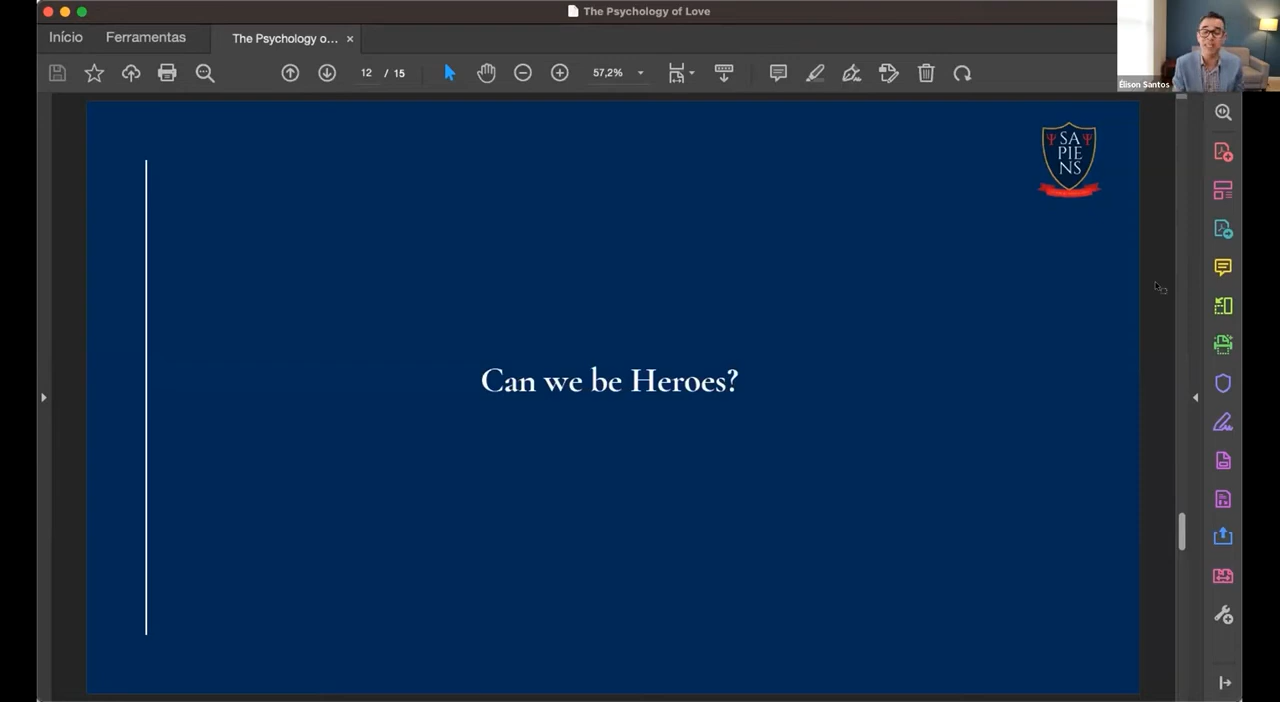 The Psychology of Love
Início
Ferramentas
The Psychology o... ×
12 / 15
57,2%
Élison Santos
SA
PIE
NS
Can we be Heroes?